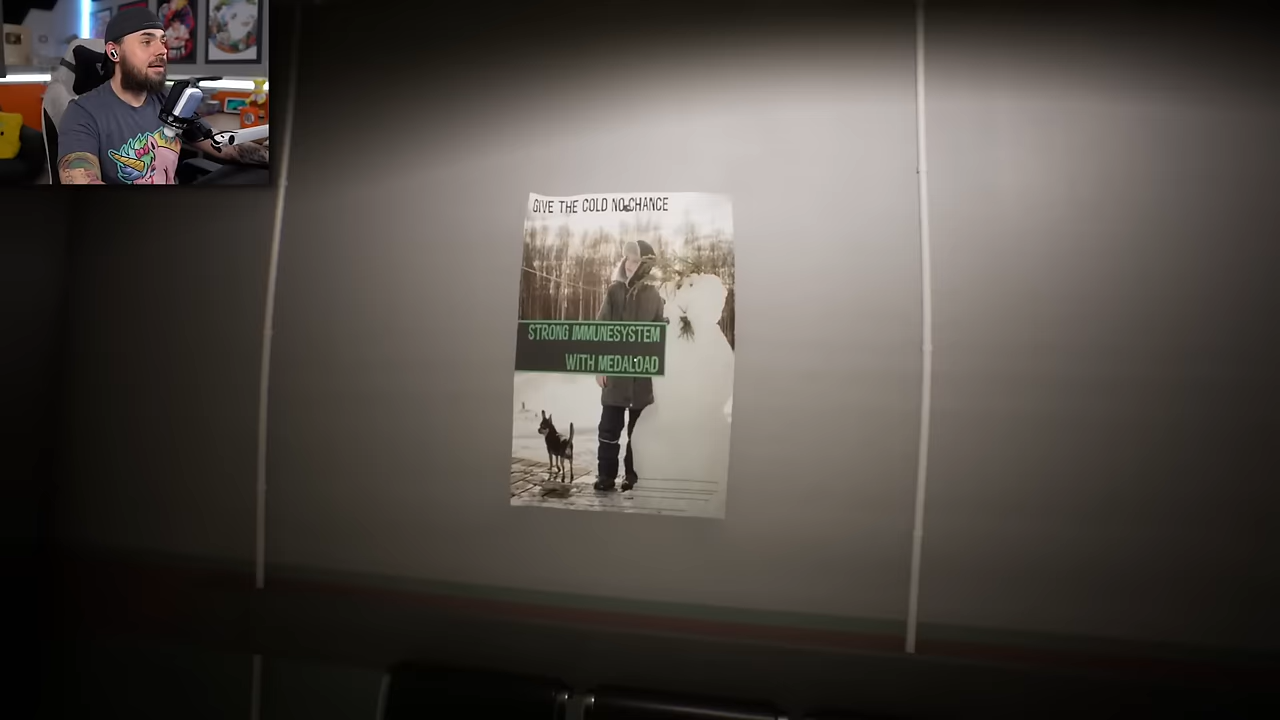 GIVE THE COLD NO CHANCE
STRONG IMMUNESYSTEM
WITH MEDALOAD